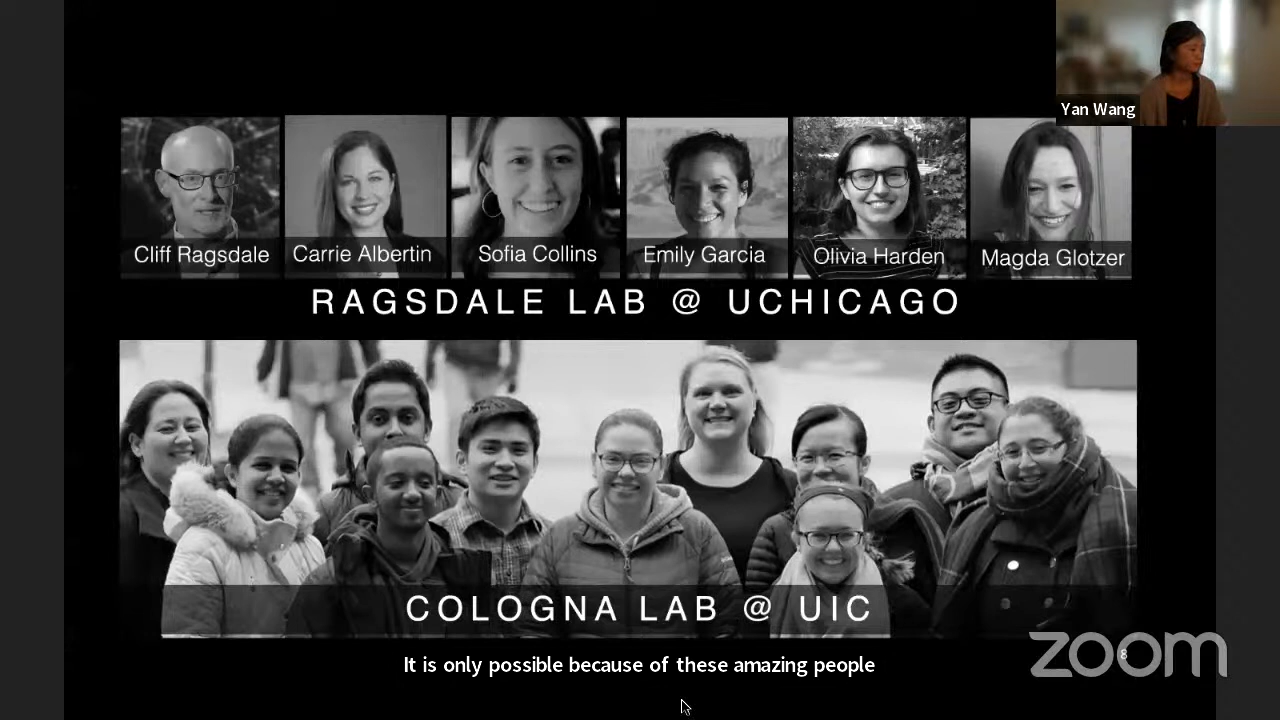 Yan Wang
Cliff Ragsdale
Carrie Albertin
Sofia Collins
Emily Garcia
Olivia Harden
Magda Glotzer
RAGSDALE LAB @ UCHICAGO
COLOGNA LAB @ UIC
It is only possible because of these amazing people
8
zoom